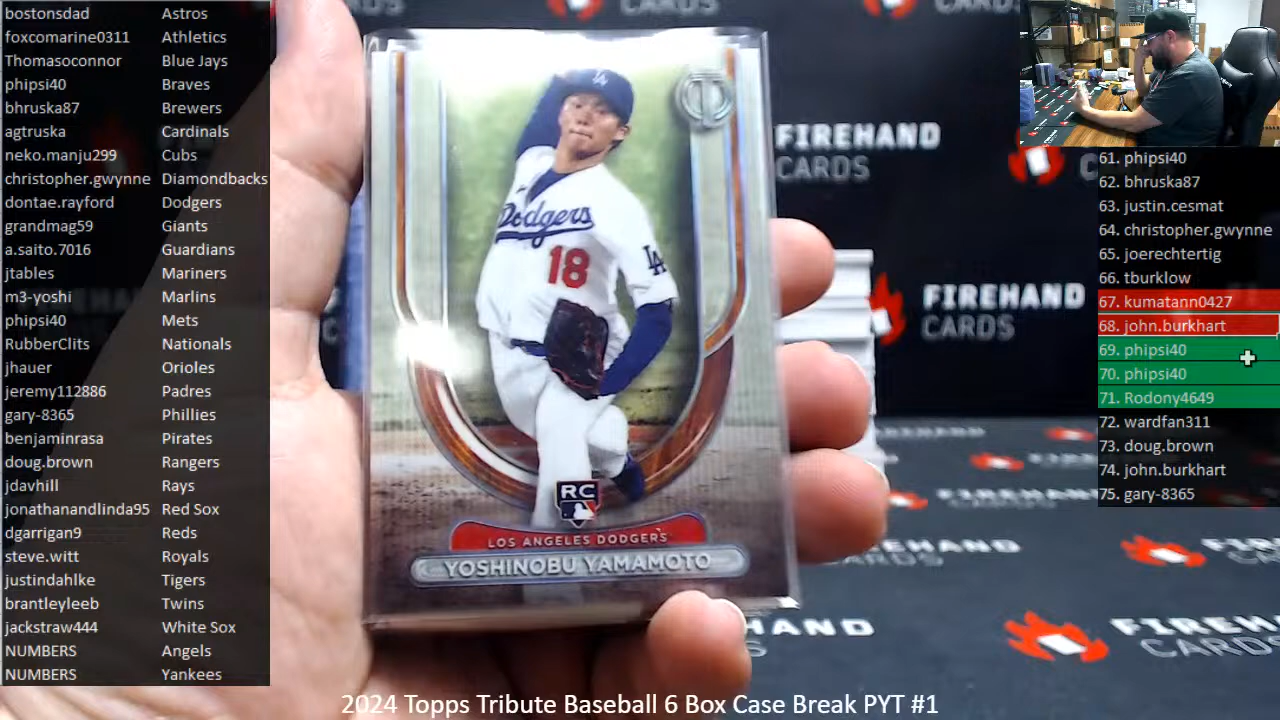 bostonsdad Astros
foxcomarine0311 Athletics
Thomasoconnor Blue Jays
phipsi40 Braves
bhruska87 Brewers
agtruska Cardinals
neko.manju299 Cubs
christopher.gwynne Diamondbacks
dontae.rayford Dodgers
grandmag59 Giants
a.saito.7016 Guardians
jtables Mariners
m3-yoshi Marlins
phipsi40 Mets
RubberClits Nationals
jhauer Orioles
jeremy112886 Padres
gary-8365 Phillies
benjaminrasa Pirates
doug.brown Rangers
jdavhill Rays
jonathanandlinda95 Red Sox
dgarrigan9 Reds
steve.witt Royals
justindahlke Tigers
brantleyleeb Twins
jackstraw444 White Sox
NUMBERS Angels
NUMBERS Yankees
LA
Dodgers
18
LA
RC
LOS ANGELES DODGERS
YOSHINOBU YAMAMOTO
CARDS
FIREHAND
CARDS
FIREHAND
CARDS
61. phipsi40
62. bhruska87
63. justin.cesmat
64. christopher.gwynne
65. joerechtertig
66. tburklow
67. kumatann0427
68. john.burkhart
69. phipsi40
70. phipsi40
71. Rodony4649
72. wardfan311
73. doug.brown
74. john.burkhart
75. gary-8365
CARDS
2024 Topps Tribute Baseball 6 Box Case Break PYT #1